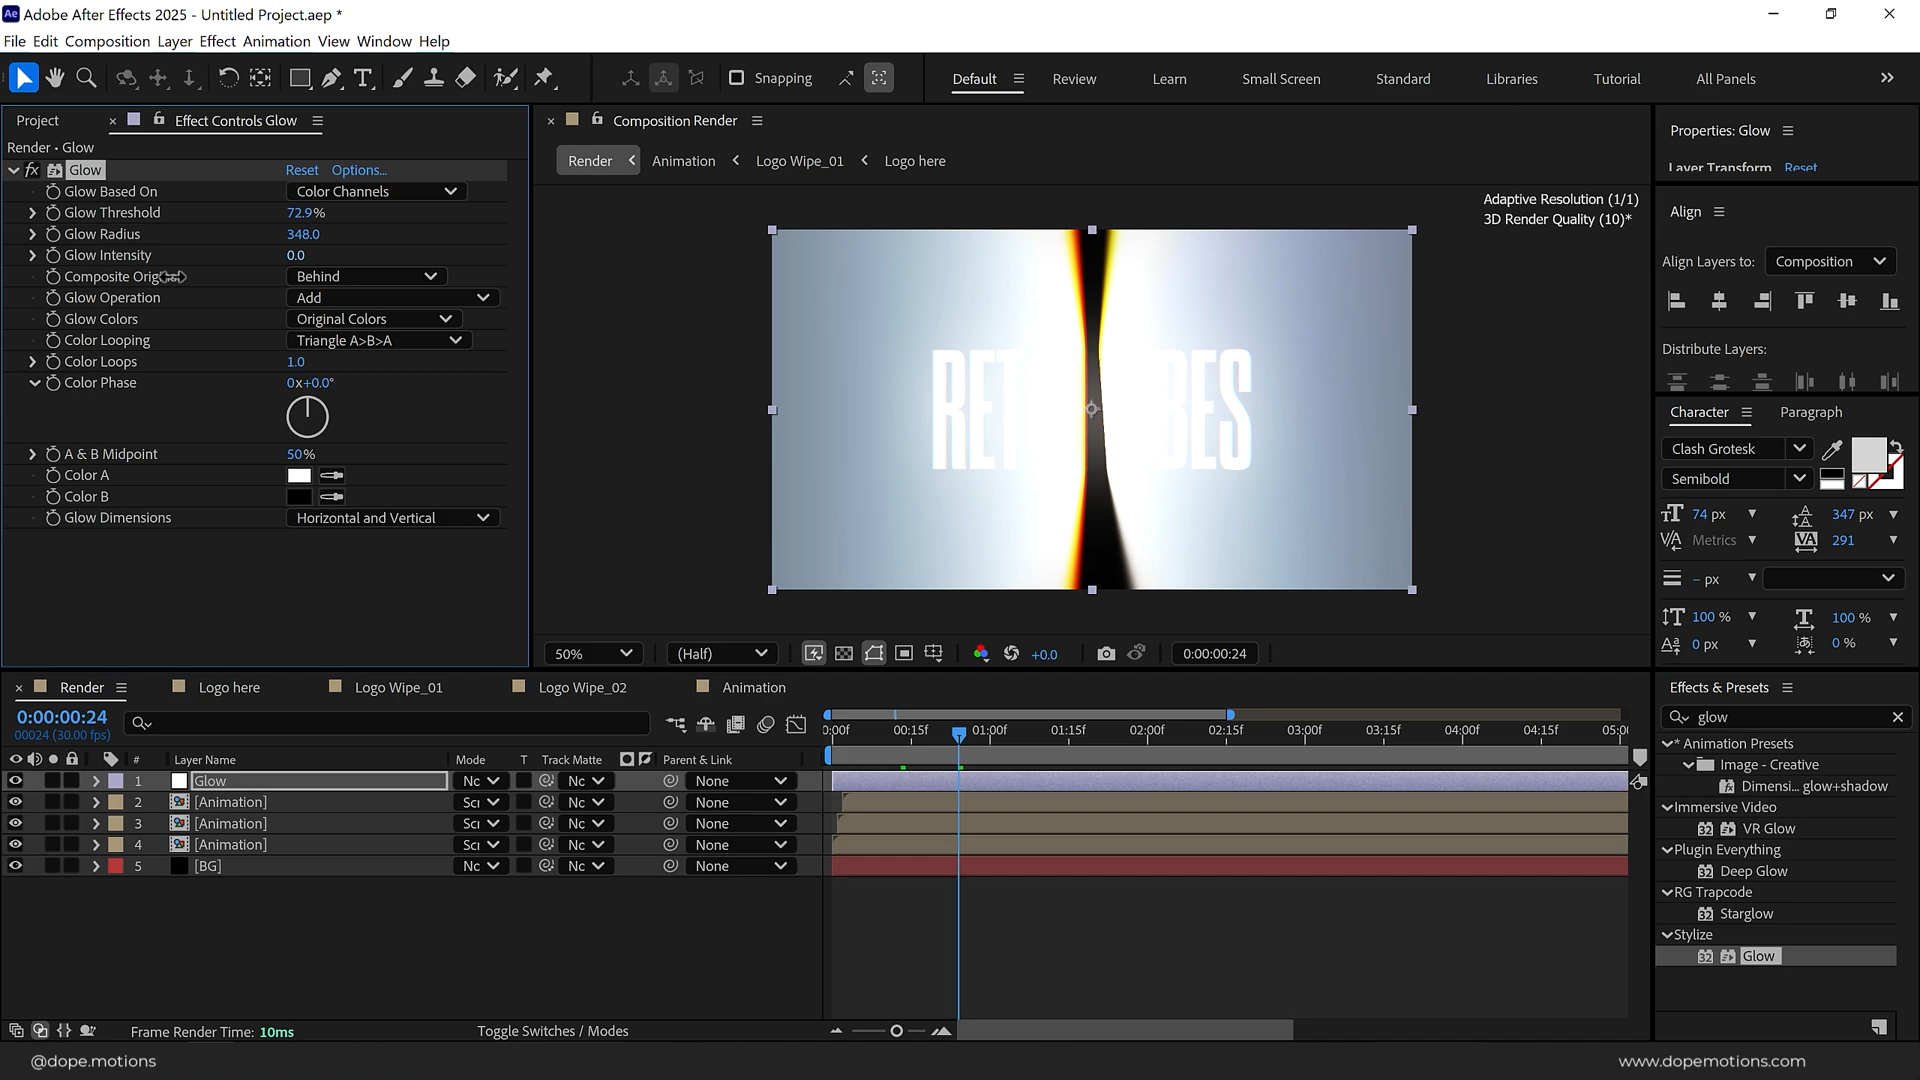 Adobe After Effects 2025 - Untitled Project.aep *
File Edit Composition Layer Effect Animation View Window Help
Snapping
Default Review Learn Small Screen Standard Libraries Tutorial All Panels
Project Effect Controls Glow
Render • Glow
fx Glow Reset Options...
Glow Based On Color Channels
Glow Threshold 72.9%
Glow Radius 348.0
Glow Intensity 0.0
Composite Orig Behind
Glow Operation Add
Glow Colors Original Colors
Color Looping Triangle A>B>A
Color Loops 1.0
Color Phase 0x+0.0°
A & B Midpoint 50%
Color A
Color B
Glow Dimensions Horizontal and Vertical
Composition Render
Render Animation Logo Wipe_01 Logo here
Adaptive Resolution (1/1)
3D Render Quality (10)*
50% (Half) +0.0 0:00:00:24
Properties: Glow
Layer Transform Reset
Align
Align Layers to: Composition
Distribute Layers:
Character Paragraph
Clash Grotesk
Semibold
74 px 347 px
Metrics 291
– px
100 % 100 %
0 px 0 %
Render Logo here Logo Wipe_01 Logo Wipe_02 Animation
0:00:00:24
00024 (30.00 fps)
0:00f 00:15f 01:00f 01:15f 02:00f 02:15f 03:00f 03:15f 04:00f 04:15f 05:00
# Layer Name Mode T Track Matte Parent & Link
1 Glow Nc Nc None
2 [Animation] Scr Nc None
3 [Animation] Scr Nc None
4 [Animation] Scr Nc None
5 [BG] Nc Nc None
Frame Render Time: 10ms Toggle Switches / Modes
Effects & Presets
glow
* Animation Presets
Image - Creative
Dimensi... glow+shadow
Immersive Video
VR Glow
Plugin Everything
Deep Glow
RG Trapcode
Starglow
Stylize
Glow
@dope.motions www.dopemotions.com